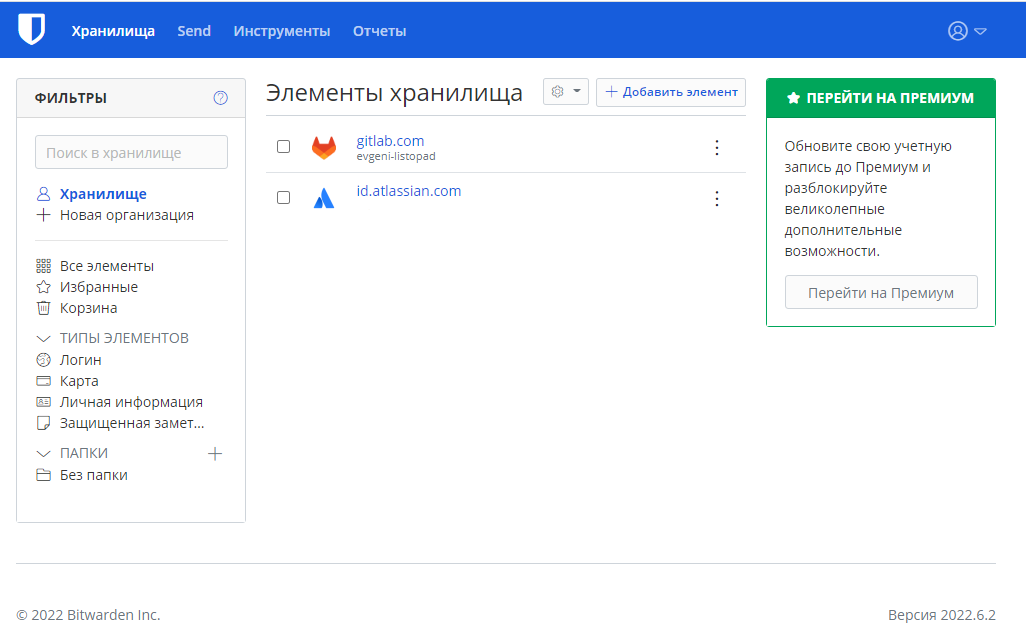 Хранилища Send Инструменты Отчеты
ФИЛЬТРЫ
Поиск в хранилище
Хранилище
Новая организация
Все элементы
Избранные
Корзина
ТИПЫ ЭЛЕМЕНТОВ
Логин
Карта
Личная информация
Защищенная замет...
ПАПКИ
Без папки
Элементы хранилища
Добавить элемент
gitlab.com
evgeni-listopad
id.atlassian.com
ПЕРЕЙТИ НА ПРЕМИУМ
Обновите свою учетную
запись до Премиум и
разблокируйте
великолепные
дополнительные
возможности.
Перейти на Премиум
© 2022 Bitwarden Inc.
Версия 2022.6.2